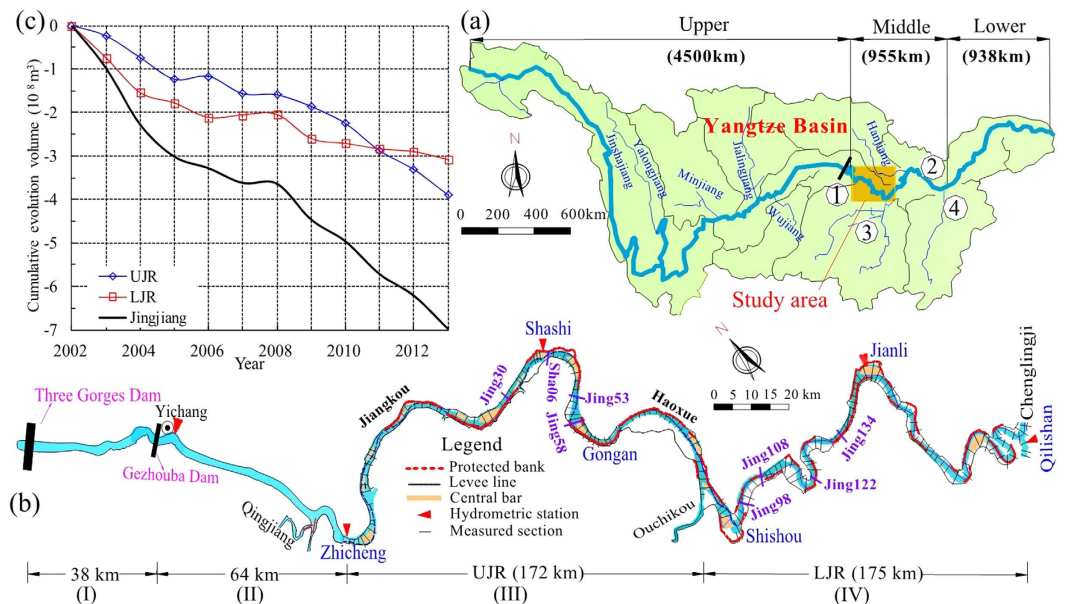 (c)
Cumulative evolution volume (10⁸ m³)
0
-1
-2
-3
-4
-5
-6
-7
UJR
LJR
Jingjiang
2002
2004
2006
2008
2010
2012
Year
(a)
Upper
Middle
Lower
(4500km)
(955km)
(938km)
Yangtze Basin
Jinshajiang
Yalongjiang
Minjiang
Jialingjiang
Wujiang
Hanjiang
N
0 200 400 600km
1
2
3
4
Study area
(b)
Three Gorges Dam
Yichang
Gezhouba Dam
Qingjiang
Zhicheng
Jiangkou
Jing30
Shashi
Sha06
Jing53
Jing58
Gongan
Haoxue
Ouchikou
Shishou
Jing98
Jing108
Jing122
Jing134
Jianli
Chenglingji
Qilishan
N
0 5 10 15 20 km
Legend
Protected bank
Levee line
Central bar
Hydrometric station
Measured section
38 km
64 km
UJR (172 km)
LJR (175 km)
(I)
(II)
(III)
(IV)